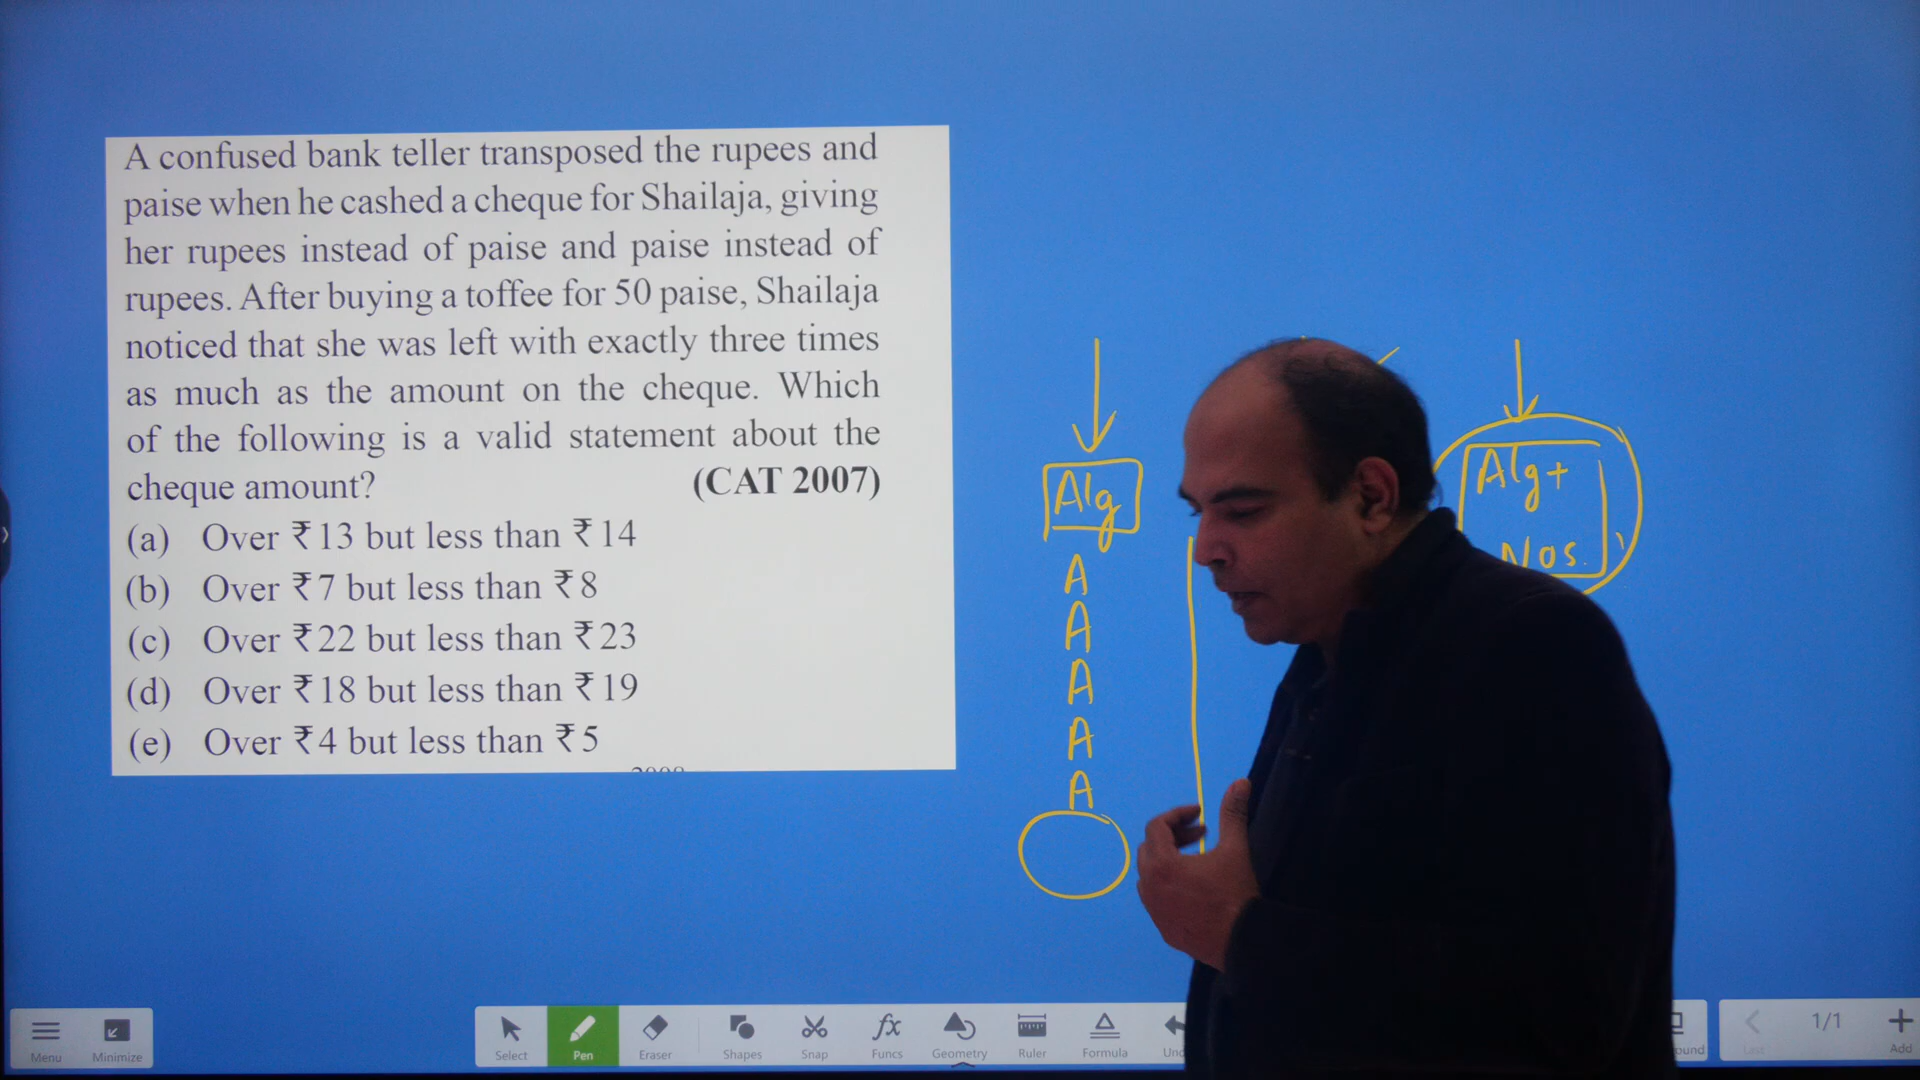 A confused bank teller transposed the rupees and
paise when he cashed a cheque for Shailaja, giving
her rupees instead of paise and paise instead of
rupees. After buying a toffee for 50 paise, Shailaja
noticed that she was left with exactly three times
as much as the amount on the cheque. Which
of the following is a valid statement about the
cheque amount? (CAT 2007)
(a) Over ₹ 13 but less than ₹ 14
(b) Over ₹ 7 but less than ₹ 8
(c) Over ₹ 22 but less than ₹ 23
(d) Over ₹ 18 but less than ₹ 19
(e) Over ₹ 4 but less than ₹ 5
Alg
A
A
A
A
A
Alg+
Nos.
Menu
Minimize
Select
Pen
Eraser
Shapes
Snap
fx
Funcs
Geometry
Ruler
Formula
1/1
Add